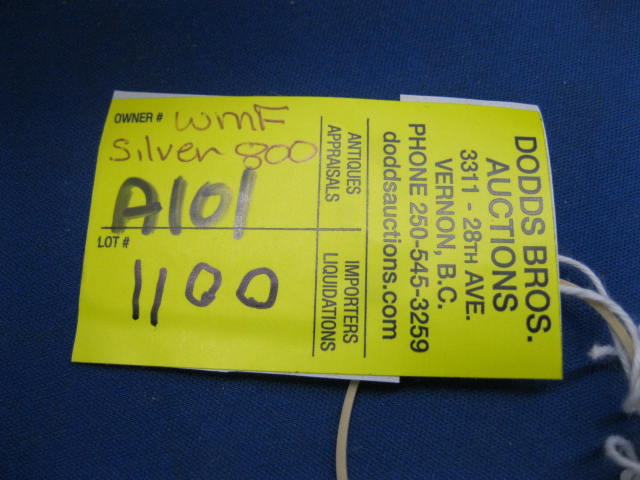 DODDS BROS.
AUCTIONS
3311 - 28TH AVE.
VERNON, B.C.
PHONE 250-545-3259
doddsauctions.com
ANTIQUES
APPRAISALS
IMPORTERS
LIQUIDATIONS
OWNER # WMF
Silver 800
A101
LOT #
1100